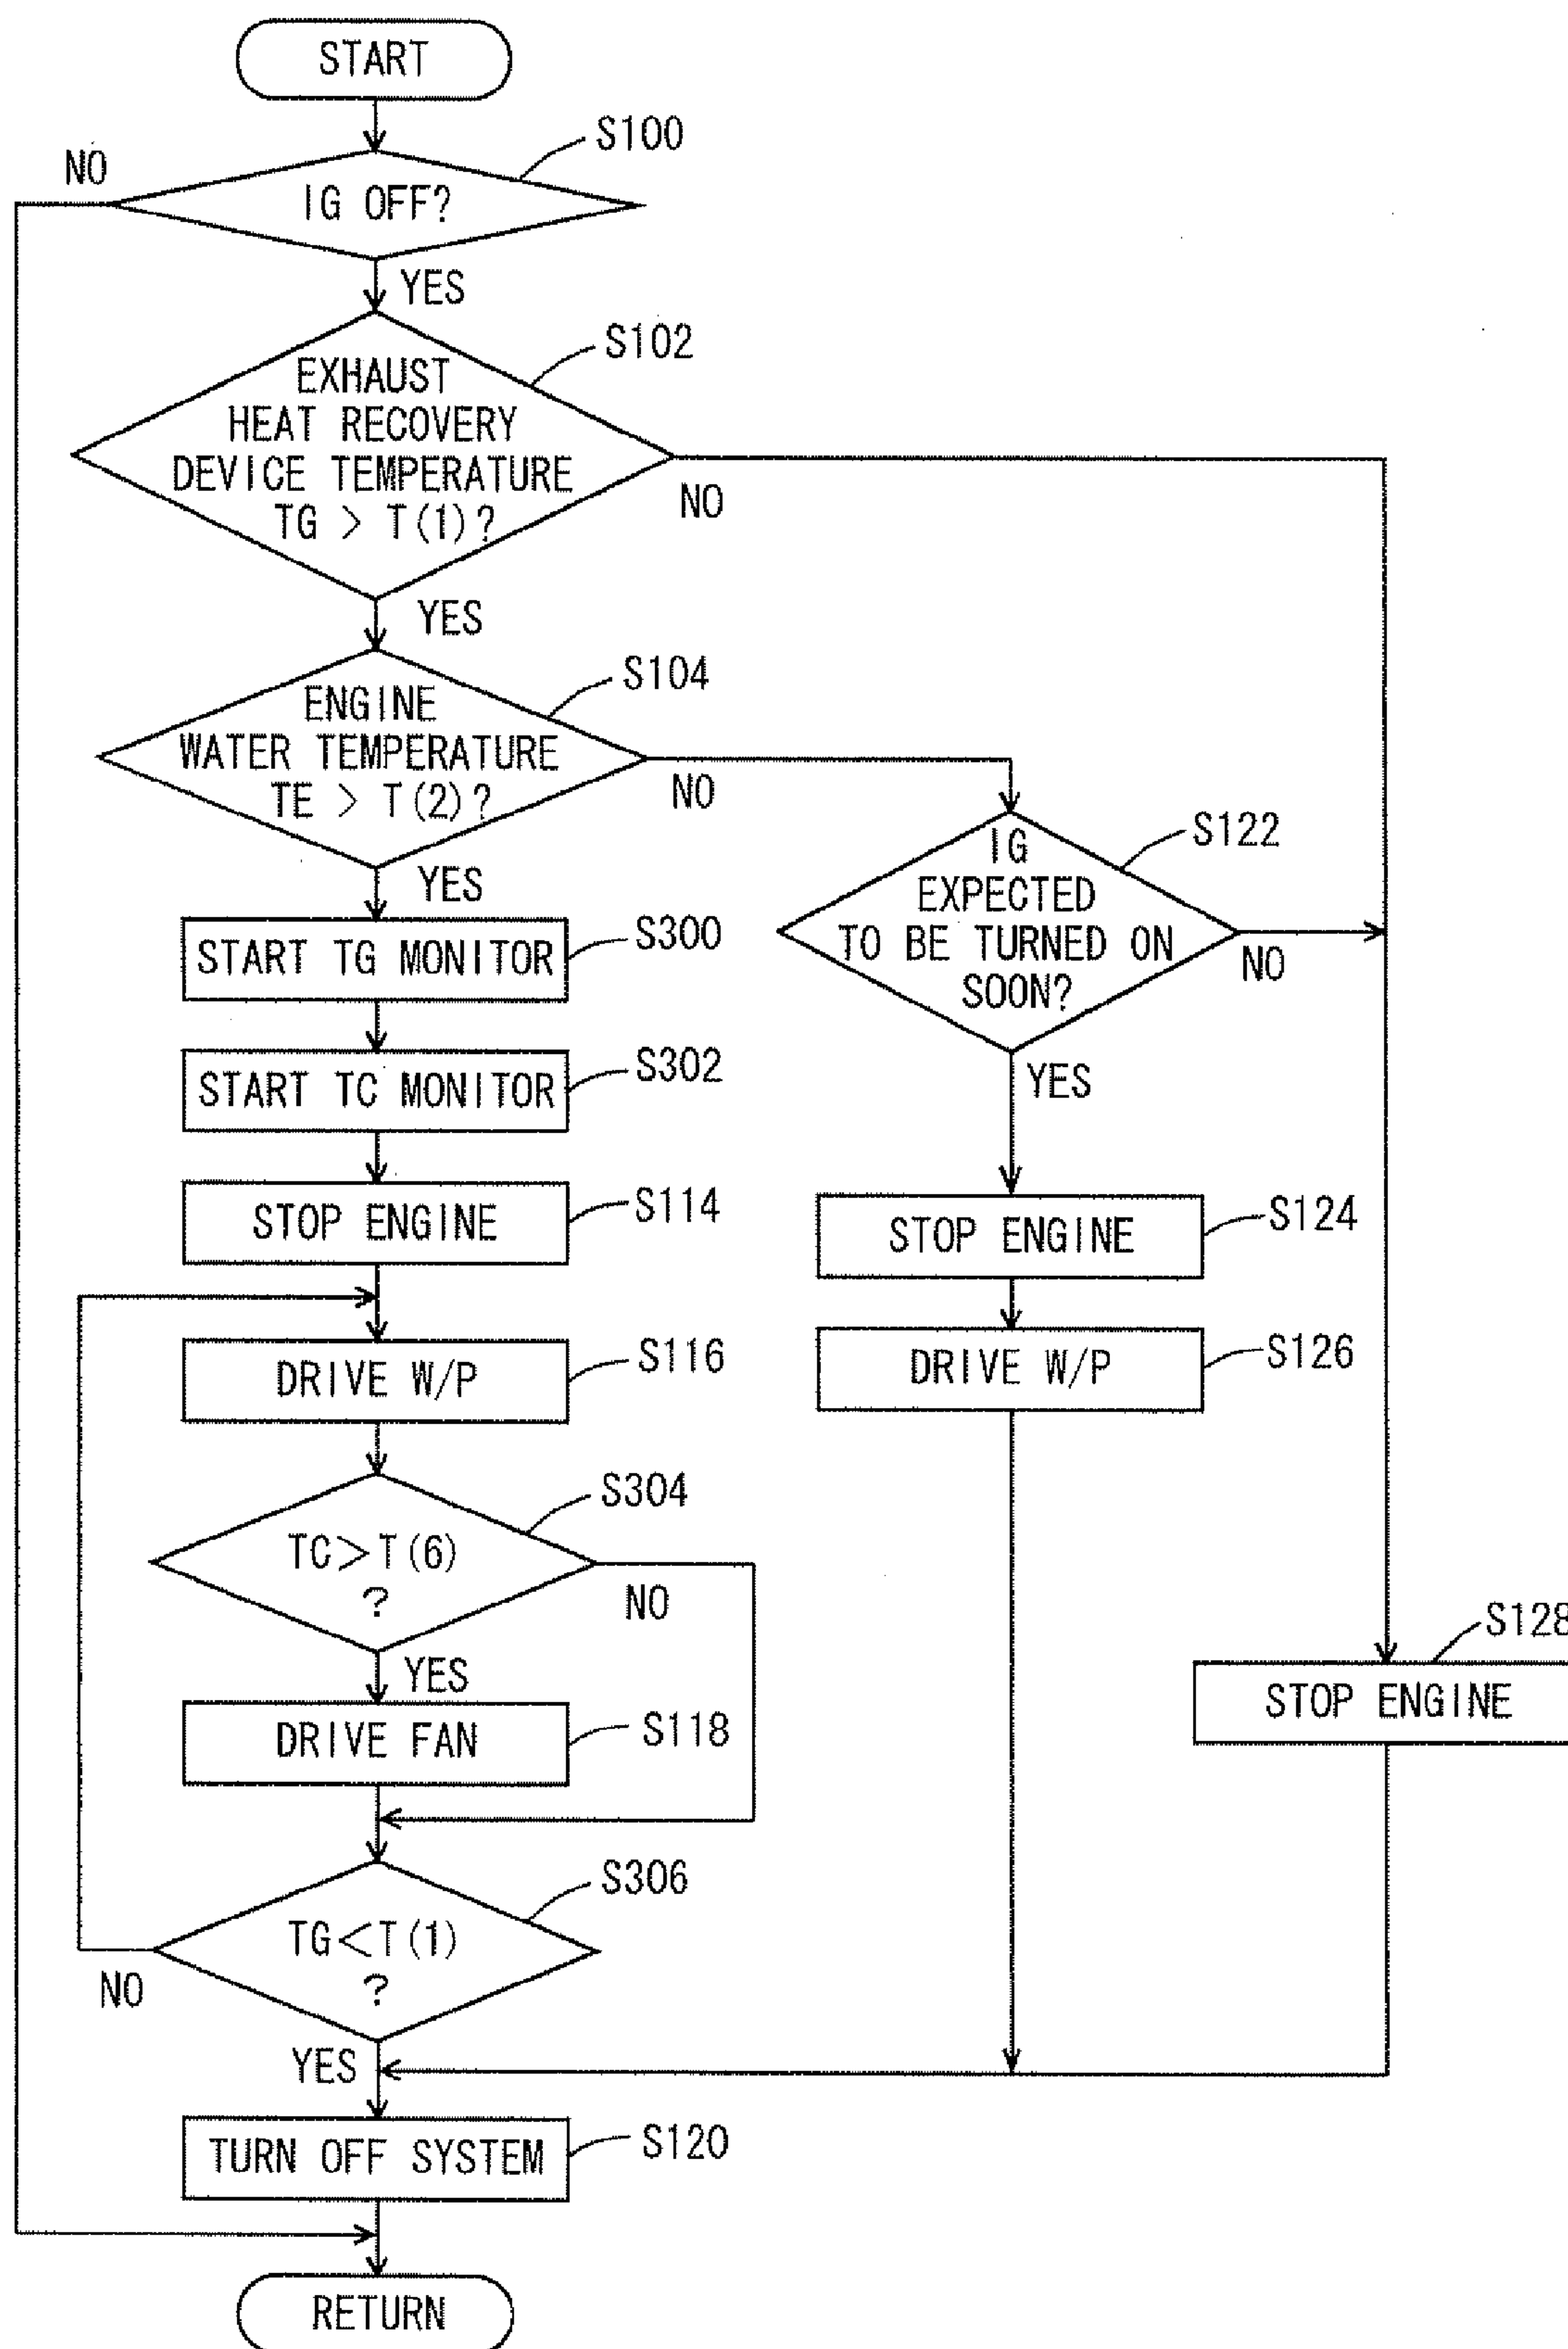 START
S100
NO
IG OFF?
YES
S102
EXHAUST
HEAT RECOVERY
DEVICE TEMPERATURE
TG > T(1)?
NO
YES
S104
ENGINE
WATER TEMPERATURE
TE > T(2)?
NO
YES
S122
IG
EXPECTED
TO BE TURNED ON
SOON?
NO
YES
START TG MONITOR
S300
START TC MONITOR
S302
STOP ENGINE
S114
STOP ENGINE
S124
DRIVE W/P
S116
DRIVE W/P
S126
S304
TC>T(6)
?
NO
YES
DRIVE FAN
S118
S128
STOP ENGINE
S306
TG<T(1)
?
NO
YES
TURN OFF SYSTEM
S120
RETURN